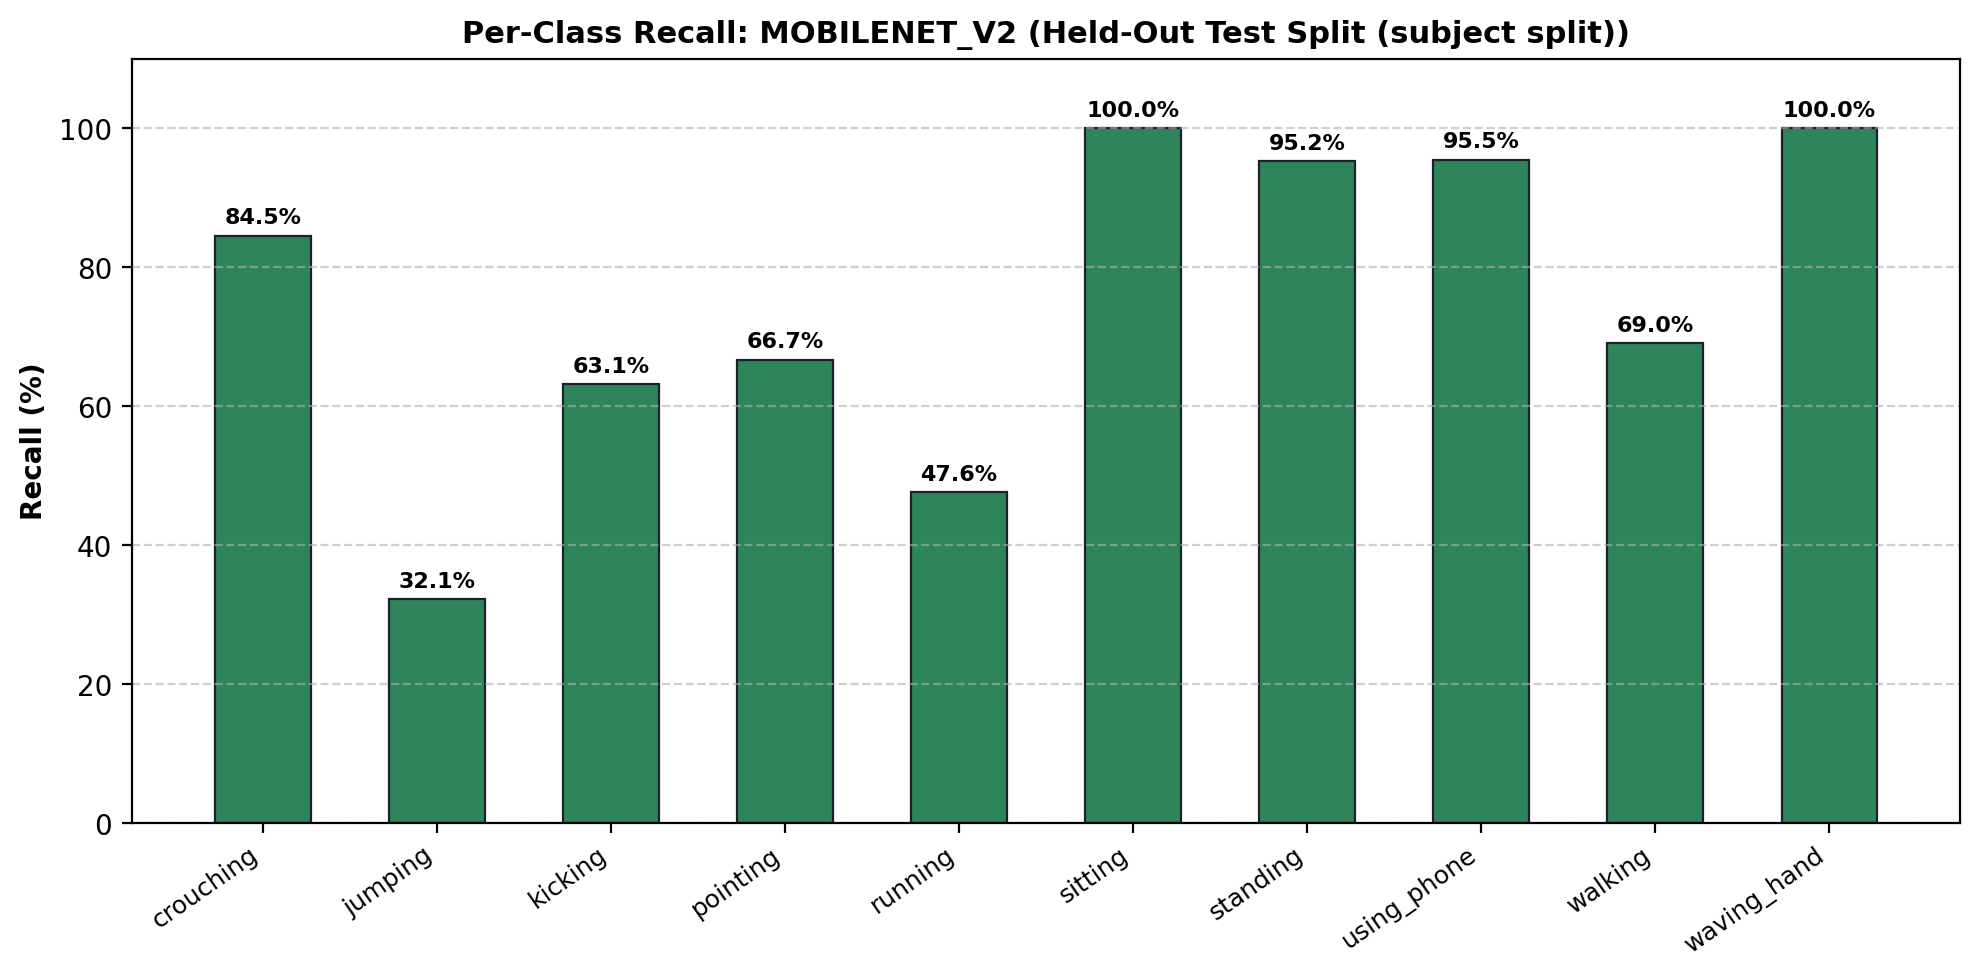 Per-Class Recall: MOBILENET_V2 (Held-Out Test Split (subject split))
Recall (%)
100
80
60
40
20
0
84.5%
32.1%
63.1%
66.7%
47.6%
100.0%
95.2%
95.5%
69.0%
100.0%
crouching
jumping
kicking
pointing
running
sitting
standing
using_phone
walking
waving_hand